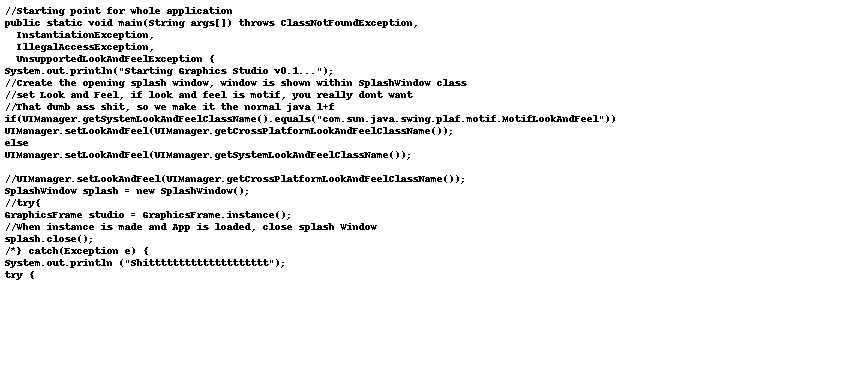 //Starting point for whole application
public static void main(String args[]) throws ClassNotFoundException,
  InstantiationException,
  IllegalAccessException,
  UnsupportedLookAndFeelException {
System.out.println("Starting Graphics Studio v0.1...");
//Create the opening splash window, window is shown within SplashWindow class
//set Look and Feel, if look and feel is motif, you really dont want
//That dumb ass shit, so we make it the normal java l+f
if(UIManager.getSystemLookAndFeelClassName().equals("com.sun.java.swing.plaf.motif.MotifLookAndFeel"))
UIManager.setLookAndFeel(UIManager.getCrossPlatformLookAndFeelClassName());
else
UIManager.setLookAndFeel(UIManager.getSystemLookAndFeelClassName());

//UIManager.setLookAndFeel(UIManager.getCrossPlatformLookAndFeelClassName());
SplashWindow splash = new SplashWindow();
//try{
GraphicsFrame studio = GraphicsFrame.instance();
//When instance is made and App is loaded, close splash Window
splash.close();
/*} catch(Exception e) {
System.out.println ("Shitttttttttttttttttttt");
try {